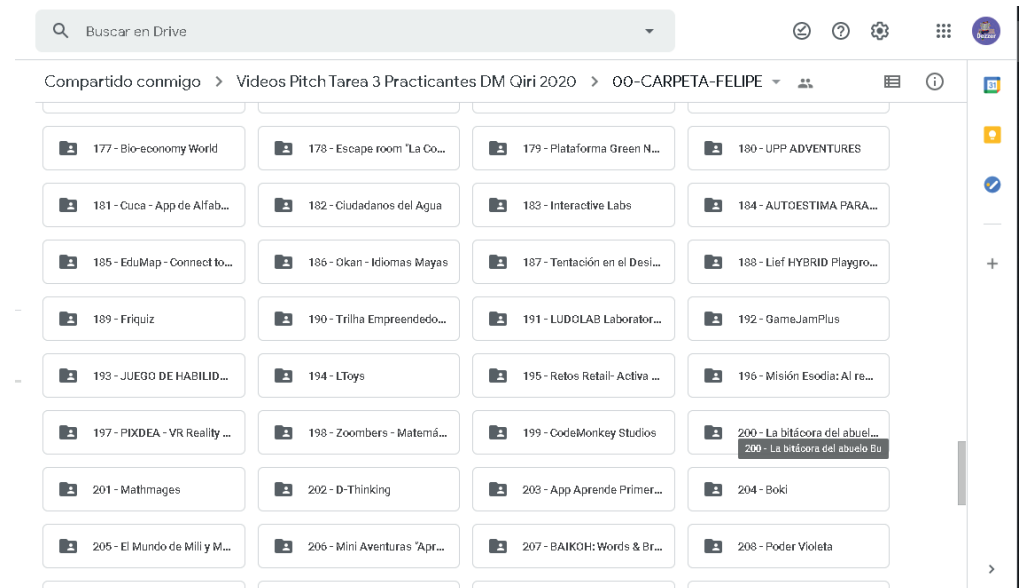 Buscar en Drive
Compartido conmigo > Videos Pitch Tarea 3 Practicantes DM Qiri 2020 > 00-CARPETA-FELIPE
31
177 - Bio-economy World
178 - Escape room "La Co...
179 - Plataforma Green N...
180 - UPP ADVENTURES
181 - Cuca - App de Alfab...
182 - Ciudadanos del Agua
183 - Interactive Labs
184 - AUTOESTIMA PARA...
185 - EduMap - Connect to...
186 - Okan - Idiomas Mayas
187 - Tentación en el Desi...
188 - Lief HYBRID Playgro...
189 - Friquiz
190 - Trilha Empreendedo...
191 - LUDOLAB Laborator...
192 - GameJamPlus
193 - JUEGO DE HABILID...
194 - LToys
195 - Retos Retail- Activa ...
196 - Misión Esodia: Al re...
197 - PIXDEA - VR Reality ...
198 - Zoombers - Matemá...
199 - CodeMonkey Studios
200 - La bitácora del abuel...
200 - La bitácora del abuelo Bu
201 - Mathmages
202 - D-Thinking
203 - App Aprende Primer...
204 - Boki
205 - El Mundo de Mili y M...
206 - Mini Aventuras "Apr...
207 - BAIKOH: Words & Br...
208 - Poder Violeta